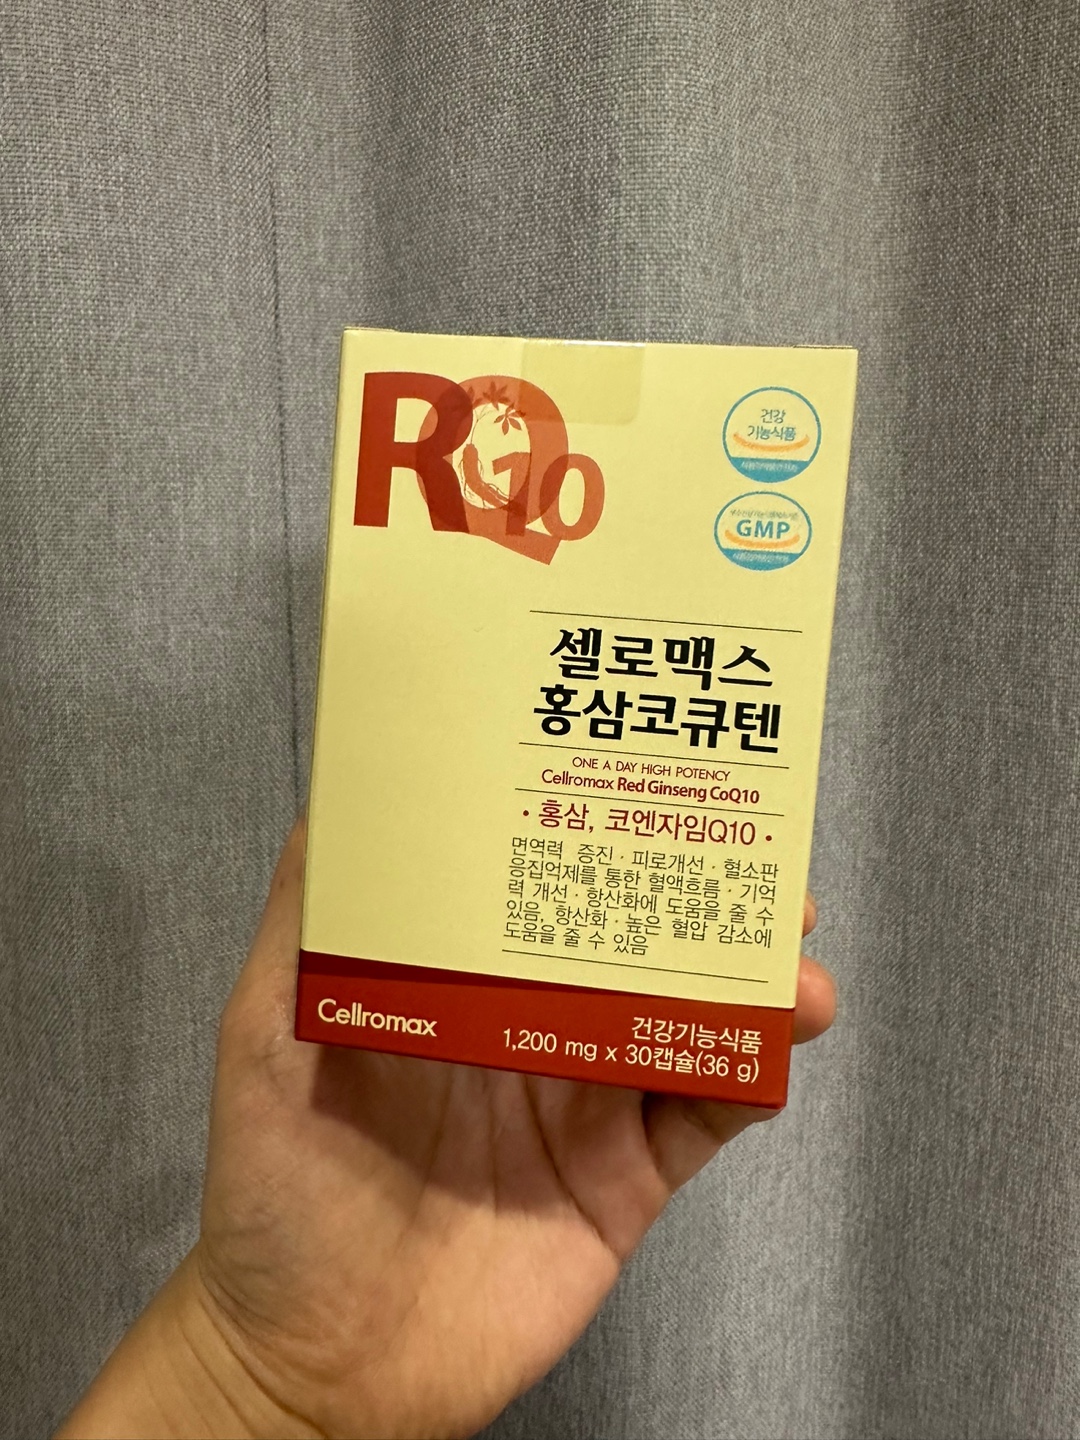 RQ10
건강
기능식품
GMP
셀로맥스
홍삼코큐텐
ONE A DAY HIGH POTENCY
Cellromax Red Ginseng CoQ10
• 홍삼, 코엔자임Q10 •
면역력 증진 · 피로개선 · 혈소판
응집억제를 통한 혈액흐름 · 기억
력 개선 · 항산화에 도움을 줄 수
있음, 항산화 · 높은 혈압 감소에
도움을 줄 수 있음
Cellromax
건강기능식품
1,200 mg x 30캡슐(36 g)